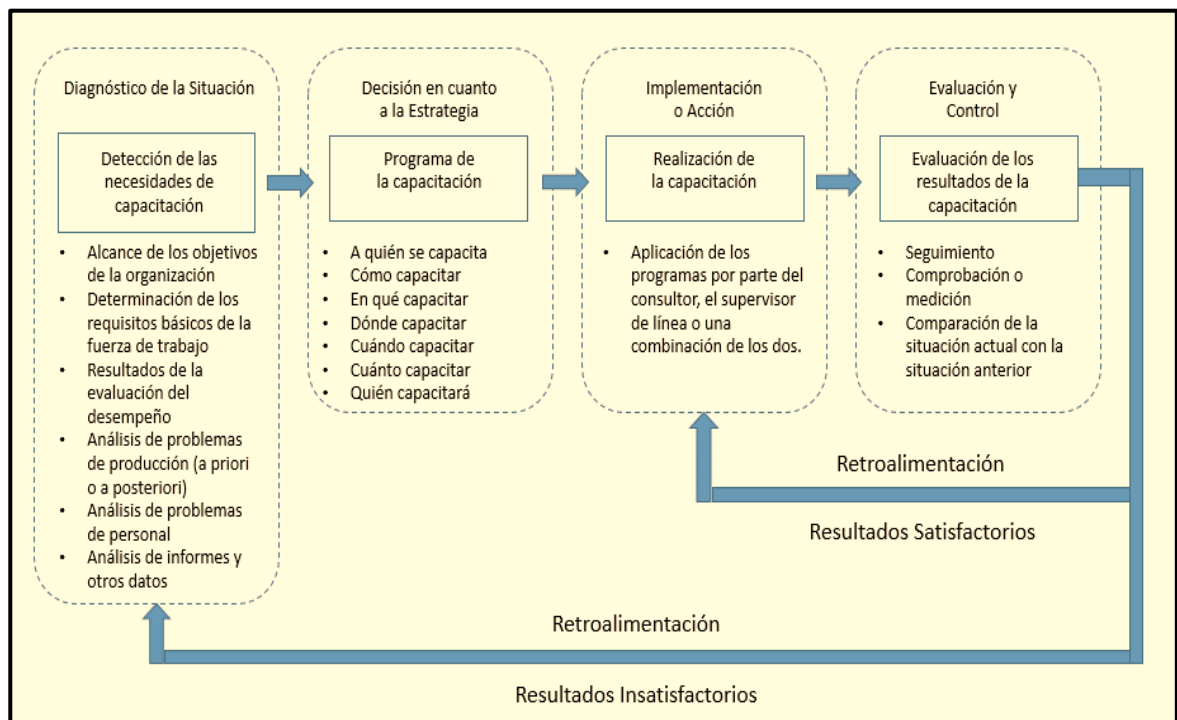 Diagnóstico de la Situación
Detección de las
necesidades de
capacitación
• Alcance de los objetivos
de la organización
• Determinación de los
requisitos básicos de la
fuerza de trabajo
• Resultados de la
evaluación del
desempeño
• Análisis de problemas
de producción (a priori
o a posteriori)
• Análisis de problemas
de personal
• Análisis de informes y
otros datos
Decisión en cuanto
a la Estrategia
Programa de
la capacitación
• A quién se capacita
• Cómo capacitar
• En qué capacitar
• Dónde capacitar
• Cuándo capacitar
• Cuánto capacitar
• Quién capacitará
Implementación
o Acción
Realización de
la capacitación
• Aplicación de los
programas por parte del
consultor, el supervisor
de línea o una
combinación de los dos.
Evaluación y
Control
Evaluación de los
resultados de la
capacitación
• Seguimiento
• Comprobación o
medición
• Comparación de la
situación actual con la
situación anterior
Retroalimentación
Resultados Satisfactorios
Retroalimentación
Resultados Insatisfactorios